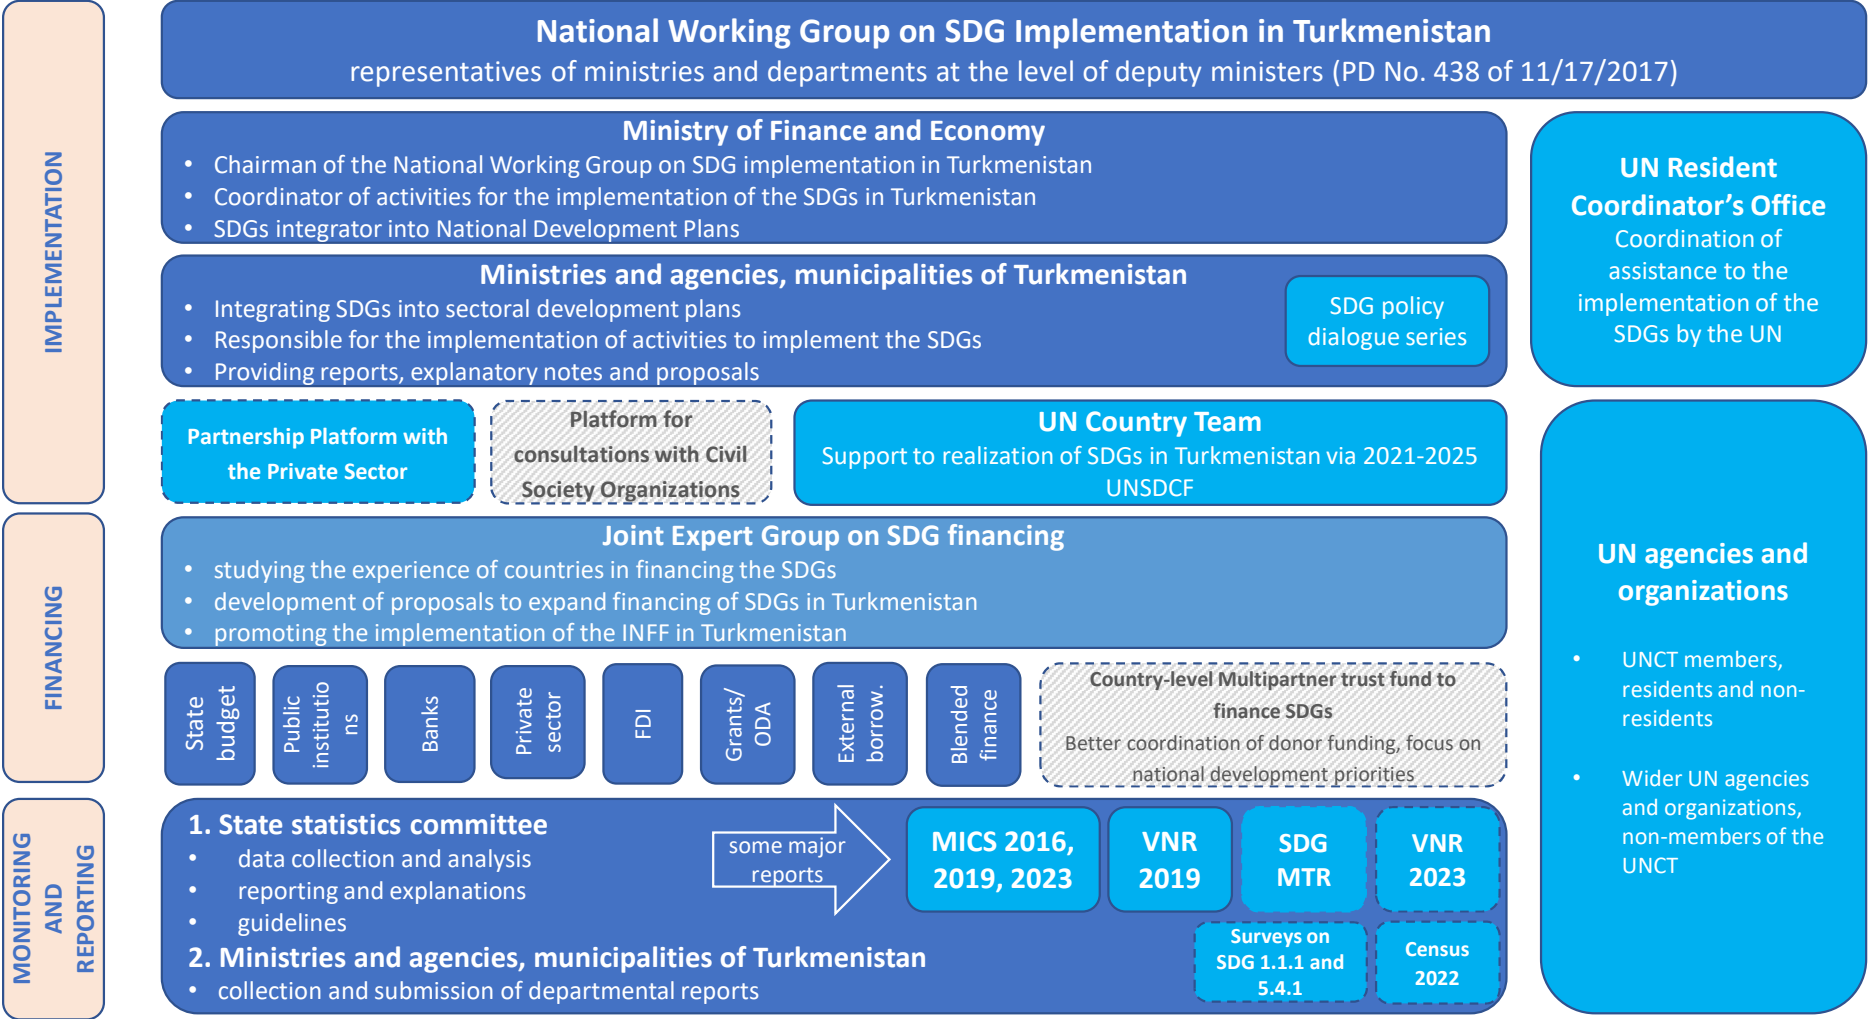 National Working Group on SDG Implementation in Turkmenistan
representatives of ministries and departments at the level of deputy ministers (PD No. 438 of 11/17/2017)
IMPLEMENTATION
Ministry of Finance and Economy
• Chairman of the National Working Group on SDG implementation in Turkmenistan
• Coordinator of activities for the implementation of the SDGs in Turkmenistan
• SDGs integrator into National Development Plans
UN Resident
Coordinator’s Office
Coordination of
assistance to the
implementation of the
SDGs by the UN
Ministries and agencies, municipalities of Turkmenistan
• Integrating SDGs into sectoral development plans
• Responsible for the implementation of activities to implement the SDGs
• Providing reports, explanatory notes and proposals
SDG policy
dialogue series
Partnership Platform with
the Private Sector
Platform for
consultations with Civil
Society Organizations
UN Country Team
Support to realization of SDGs in Turkmenistan via 2021-2025
UNSDCF
FINANCING
Joint Expert Group on SDG financing
• studying the experience of countries in financing the SDGs
• development of proposals to expand financing of SDGs in Turkmenistan
• promoting the implementation of the INFF in Turkmenistan
UN agencies and
organizations
• UNCT members,
residents and non-
residents
• Wider UN agencies
and organizations,
non-members of the
UNCT
State
budget
Public
institutio
ns
Banks
Private
sector
FDI
Grants/
ODA
External
borrow.
Blended
finance
Country-level Multipartner trust fund to
finance SDGs
Better coordination of donor funding, focus on
national development priorities
MONITORING
AND
REPORTING
1. State statistics committee
• data collection and analysis
• reporting and explanations
• guidelines
2. Ministries and agencies, municipalities of Turkmenistan
• collection and submission of departmental reports
some major
reports
MICS 2016,
2019, 2023
VNR
2019
SDG
MTR
VNR
2023
Surveys on
SDG 1.1.1 and
5.4.1
Census
2022